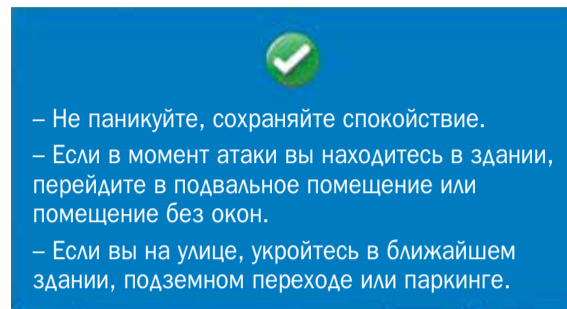 – Не паникуйте, сохраняйте спокойствие.
– Если в момент атаки вы находитесь в здании,
перейдите в подвальное помещение или
помещение без окон.
– Если вы на улице, укройтесь в ближайшем
здании, подземном переходе или паркинге.